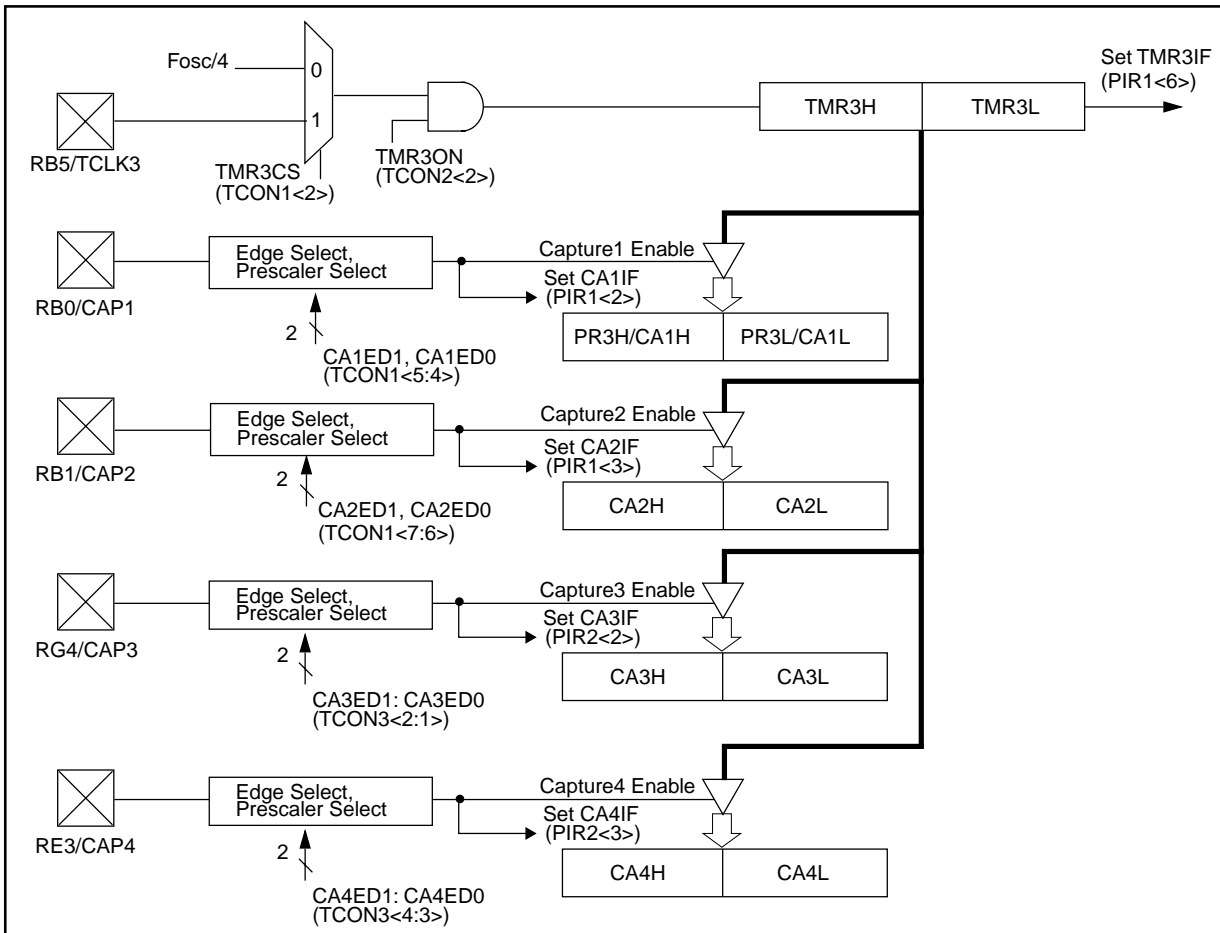 Fosc/4
0
1
RB5/TCLK3
TMR3CS
(TCON1<2>)
TMR3ON
(TCON2<2>)
TMR3H
TMR3L
Set TMR3IF
(PIR1<6>)
RB0/CAP1
Edge Select,
Prescaler Select
2
CA1ED1, CA1ED0
(TCON1<5:4>)
Capture1 Enable
Set CA1IF
(PIR1<2>)
PR3H/CA1H
PR3L/CA1L
RB1/CAP2
Edge Select,
Prescaler Select
2
CA2ED1, CA2ED0
(TCON1<7:6>)
Capture2 Enable
Set CA2IF
(PIR1<3>)
CA2H
CA2L
RG4/CAP3
Edge Select,
Prescaler Select
2
CA3ED1: CA3ED0
(TCON3<2:1>)
Capture3 Enable
Set CA3IF
(PIR2<2>)
CA3H
CA3L
RE3/CAP4
Edge Select,
Prescaler Select
2
CA4ED1: CA4ED0
(TCON3<4:3>)
Capture4 Enable
Set CA4IF
(PIR2<3>)
CA4H
CA4L